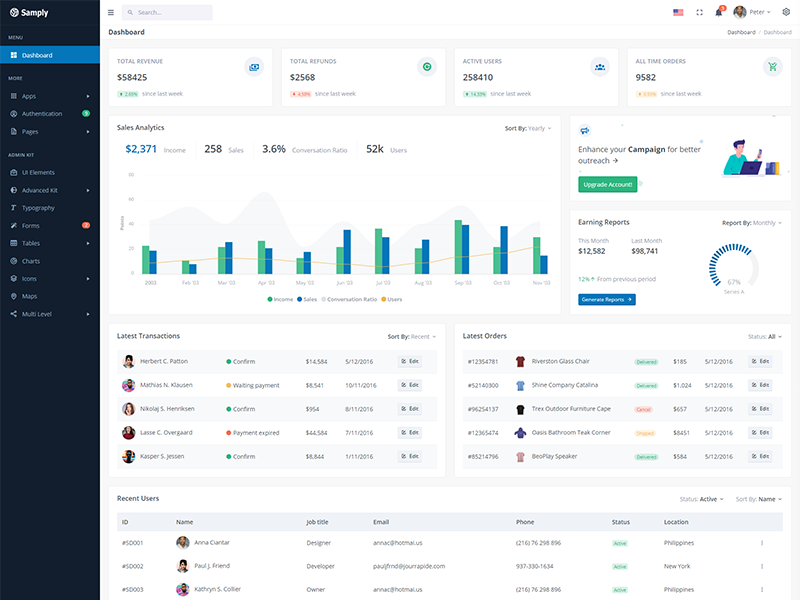 Samply
Search...
Peter
MENU
Dashboard
MORE
Apps
Authentication
Pages
ADMIN KIT
UI Elements
Advanced Kit
Typography
Forms
Tables
Charts
Icons
Maps
Multi Level
Dashboard
Dashboard / Dashboard
TOTAL REVENUE
$58425
2.65% since last week
TOTAL REFUNDS
$2568
since last week
ACTIVE USERS
258410
since last week
ALL TIME ORDERS
9582
since last week
Sales Analytics
Sort By: Yearly
$2,371 Income
258 Sales
3.6% Conversation Ratio
52k Users
80
60
40
20
0
Points
2003 Feb '03 Mar '03 Apr '03 May '03 Jun '03 Jul '03 Aug '03 Sep '03 Oct '03 Nov '03
Income Sales Conversation Ratio Users
Enhance your Campaign for better
outreach →
Upgrade Account!
Earning Reports
Report By: Monthly
This Month
$12,582
Last Month
$98,741
12% From previous period
Generate Reports
67%
Series A
Latest Transactions
Sort By: Recent
Herbert C. Patton Confirm $14,584 5/12/2016 Edit
Mathias N. Klausen Waiting payment $8,541 10/11/2016 Edit
Nikolaj S. Henriksen Confirm $954 8/11/2016 Edit
Lasse C. Overgaard Payment expired $44,584 7/11/2016 Edit
Kasper S. Jessen Confirm $8,844 1/11/2016 Edit
Latest Orders
Status: All
#12354781 Riverston Glass Chair Delivered $185 5/12/2016 Edit
#52140300 Shine Company Catalina Delivered $1,024 5/12/2016 Edit
#96254137 Trex Outdoor Furniture Cape Cancel $657 5/12/2016 Edit
#12365474 Oasis Bathroom Teak Corner Shipped $8451 5/12/2016 Edit
#85214796 BeoPlay Speaker Delivered $584 5/12/2016 Edit
Recent Users
Status: Active
Sort By: Name
ID Name Job title Email Phone Status Location
#SD001 Anna Ciantar Designer annac@hotmai.us (216) 76 298 896 Active Philippines
#SD002 Paul J. Friend Developer pauljfrnd@jourrapide.com 937-330-1634 Active New York
#SD003 Kathryn S. Collier Owner annac@hotmai.us (216) 76 298 896 Active Philippines